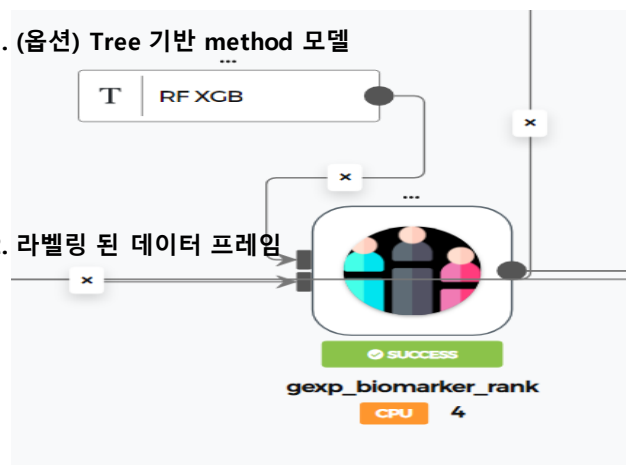 . (옵션) Tree 기반 method 모델
...
T RF XGB
×
×
...
. 라벨링 된 데이터 프레임
×
SUCCESS
gexp_biomarker_rank
CPU 4